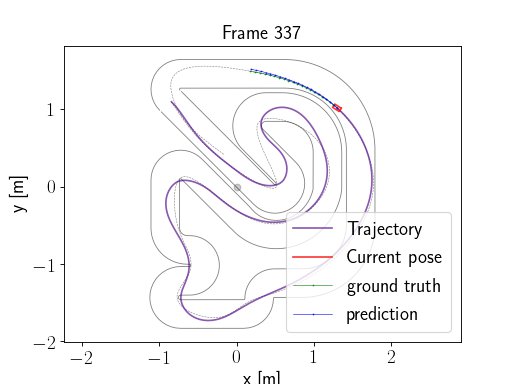 Frame 337
y [m]
1
0
−1
−2
Trajectory
Current pose
ground truth
prediction
−2 −1 0 1 2
x [m]